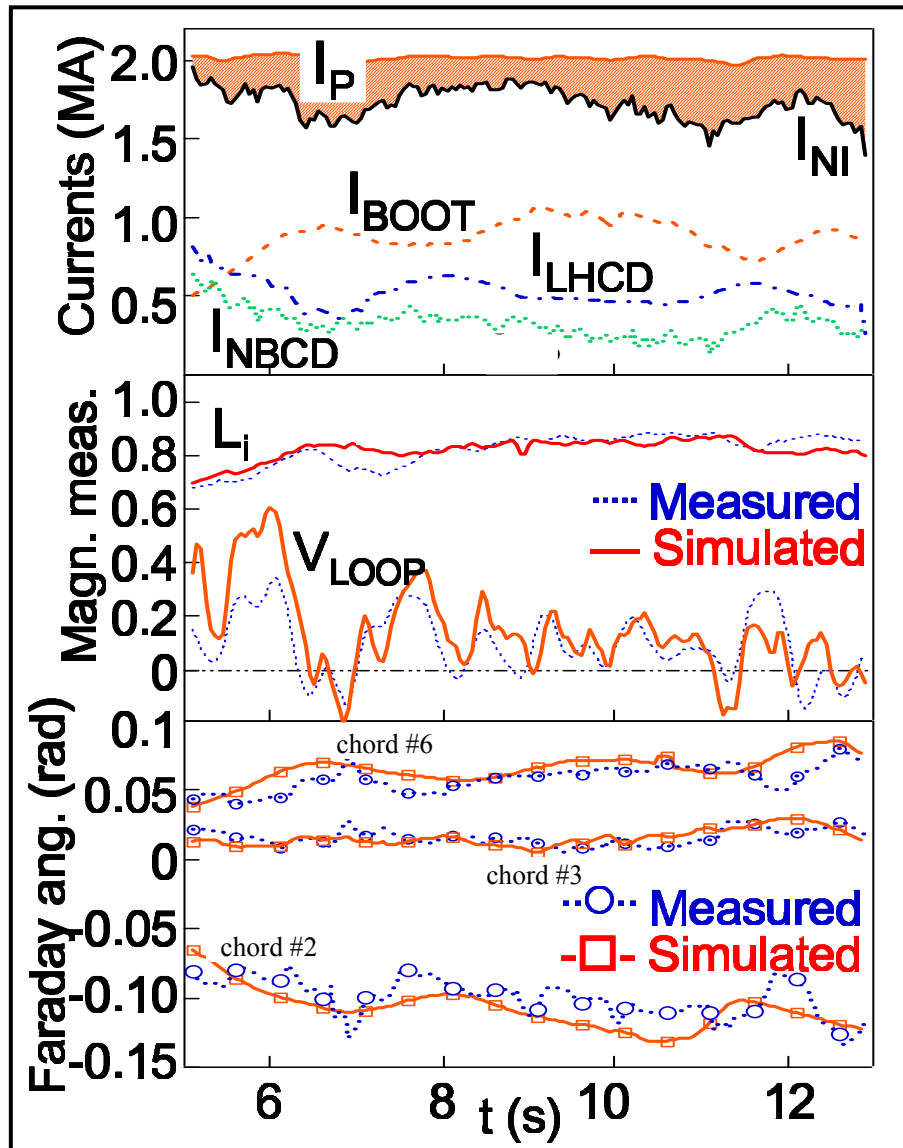 Currents (MA)
2.0
1.5
1.0
0.5
I_P
I_NI
I_BOOT
I_LHCD
I_NBCD
Magn. meas.
1.0
0.8
0.6
0.4
0.2
0
L_i
Measured
Simulated
V_LOOP
Faraday ang. (rad)
0.1
0.05
0
-0.05
-0.10
-0.15
chord #6
chord #3
chord #2
Measured
Simulated
6
8
10
12
t (s)